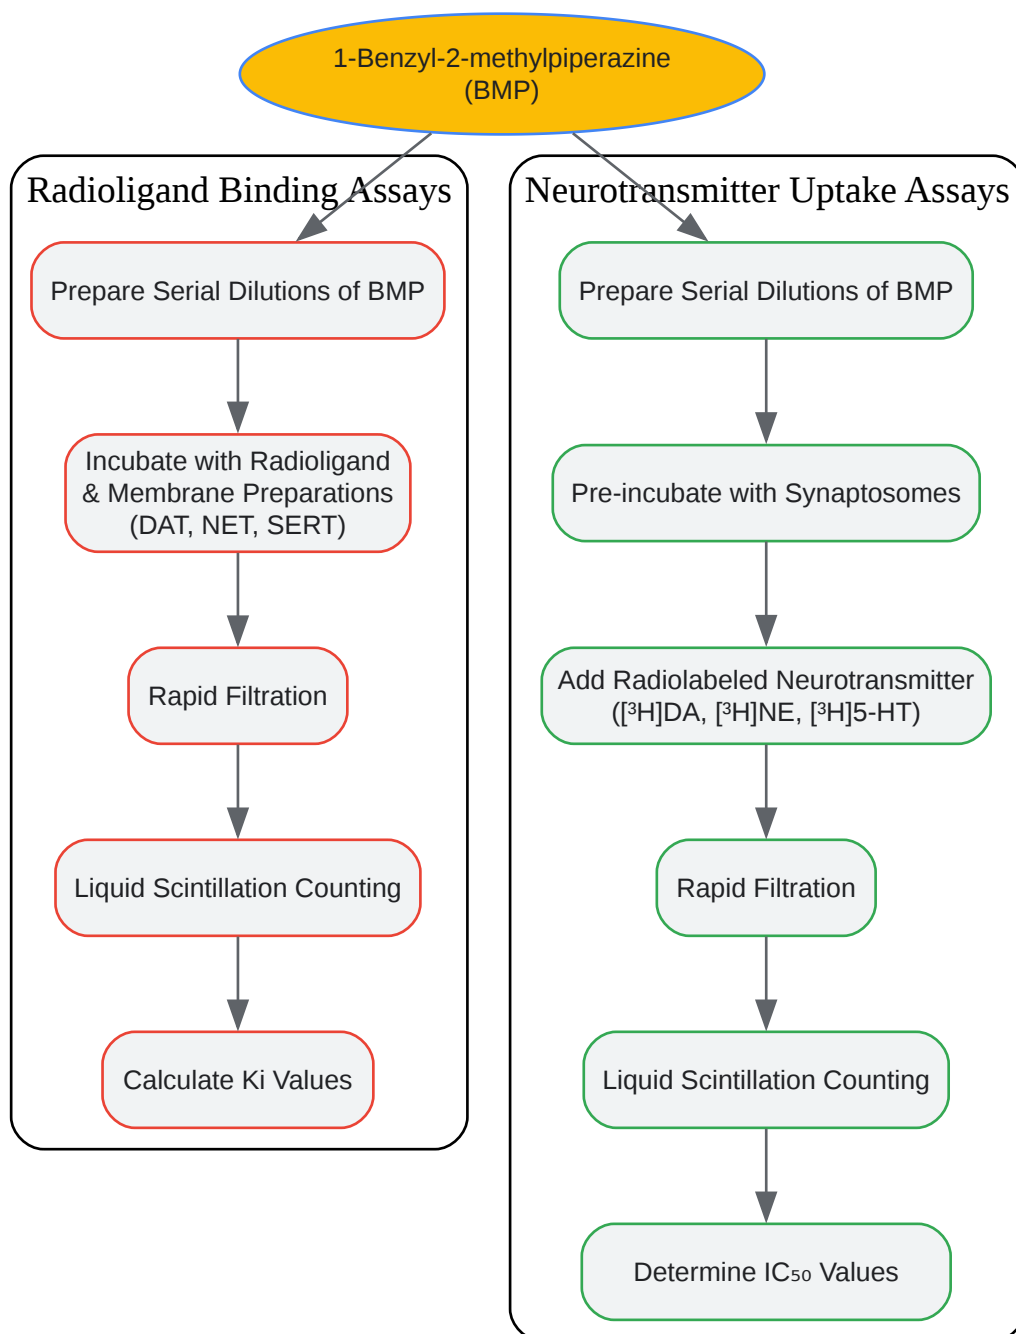 1-Benzyl-2-methylpiperazine
(BMP)
Radioligand Binding Assays
Prepare Serial Dilutions of BMP
Incubate with Radioligand
& Membrane Preparations
(DAT, NET, SERT)
Rapid Filtration
Liquid Scintillation Counting
Calculate Ki Values
Neurotransmitter Uptake Assays
Prepare Serial Dilutions of BMP
Pre-incubate with Synaptosomes
Add Radiolabeled Neurotransmitter
([³H]DA, [³H]NE, [³H]5-HT)
Rapid Filtration
Liquid Scintillation Counting
Determine IC₅₀ Values